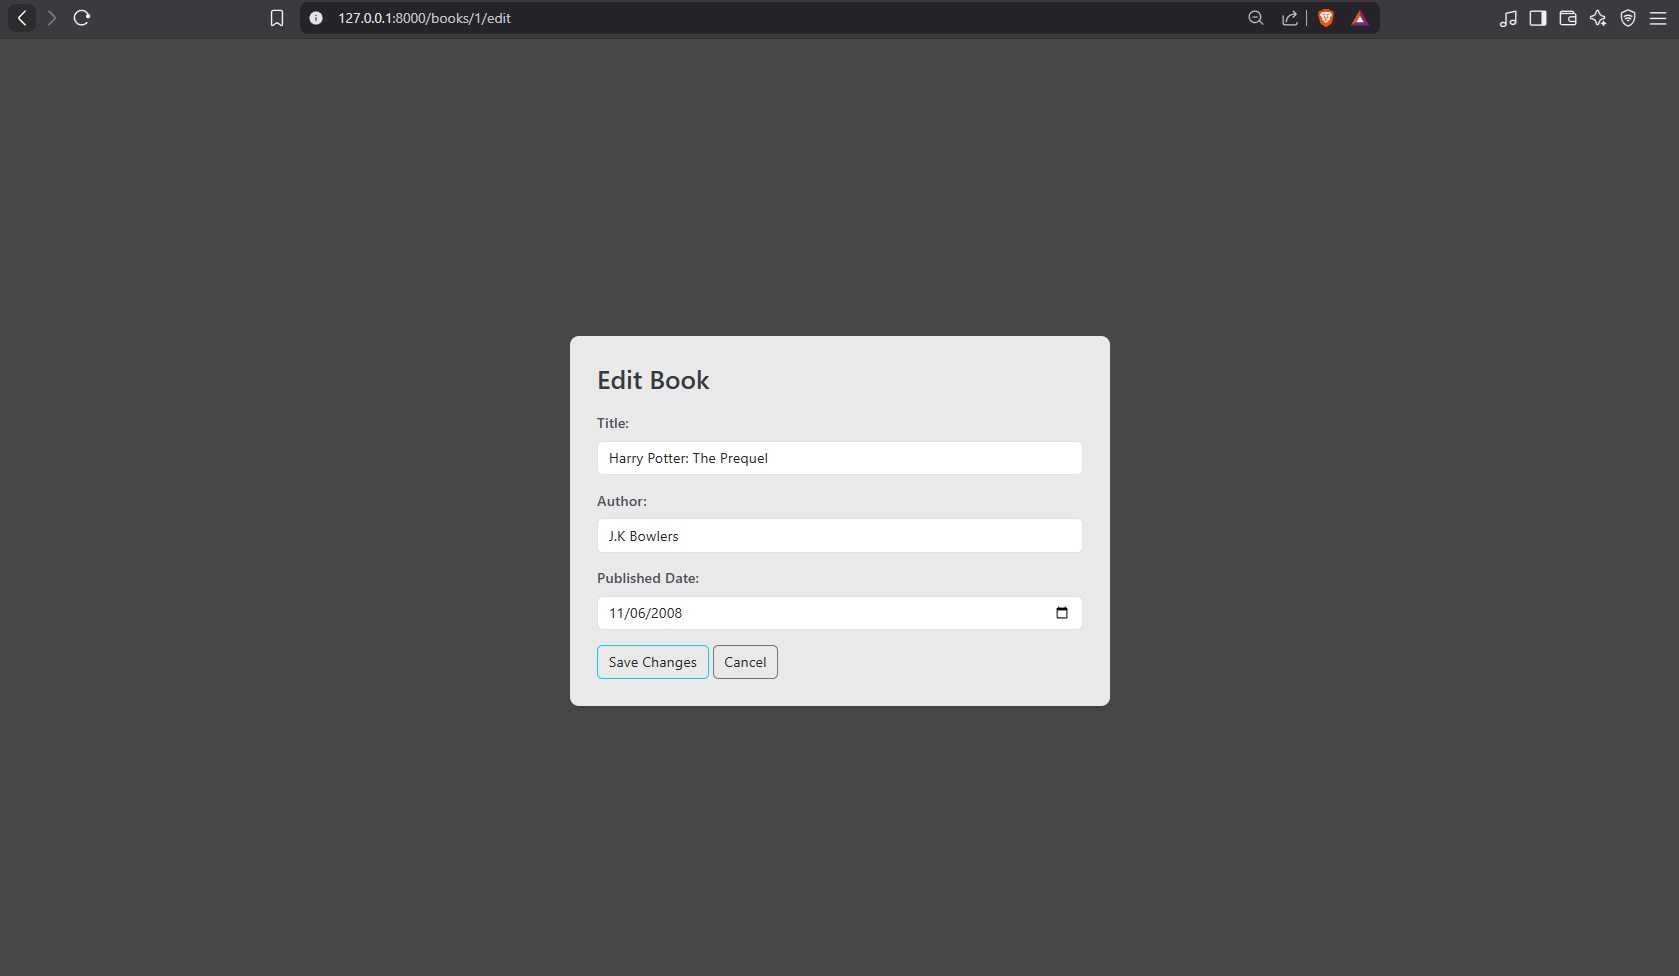 127.0.0.1:8000/books/1/edit
Edit Book
Title:
Harry Potter: The Prequel
Author:
J.K Bowlers
Published Date:
11/06/2008
Save Changes Cancel